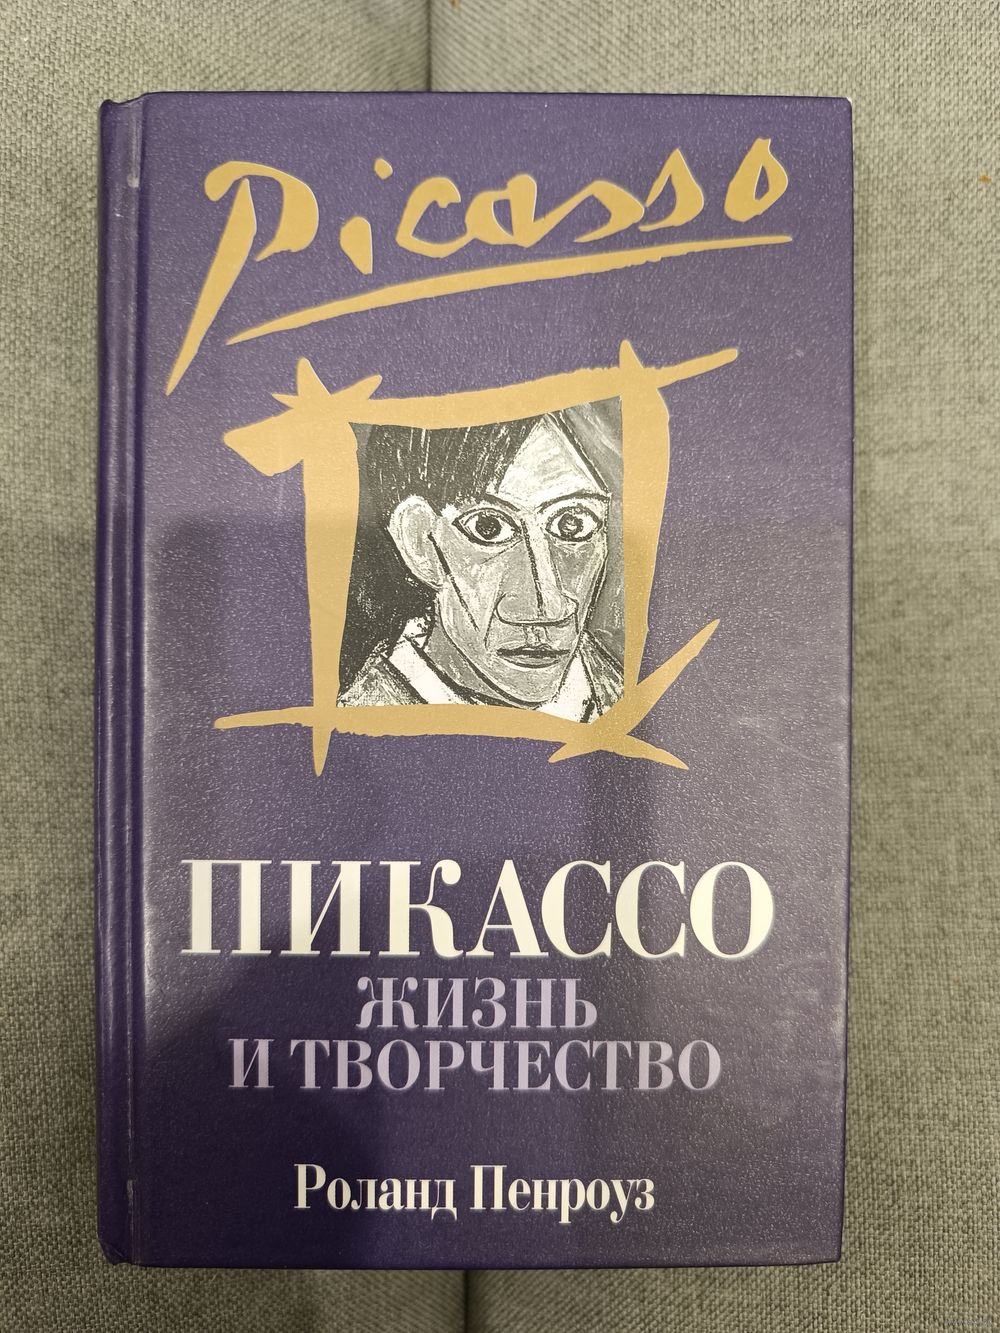 Picasso
ПИКАССО
ЖИЗНЬ
И ТВОРЧЕСТВО
Роланд Пенроуз